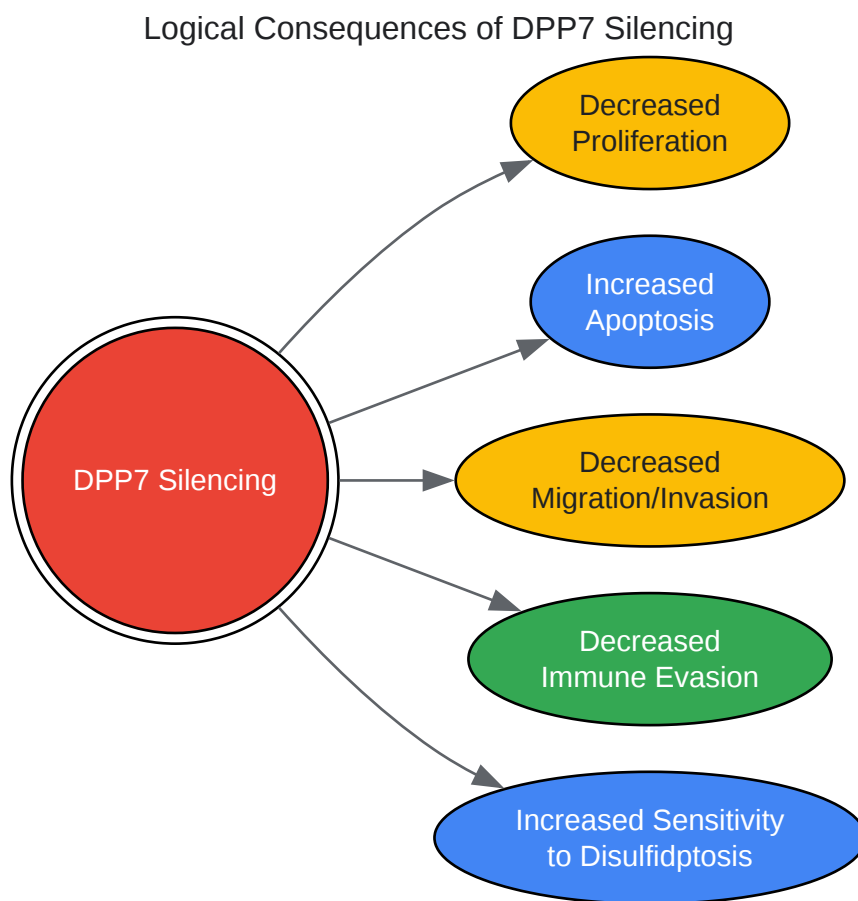 Logical Consequences of DPP7 Silencing
Decreased
Proliferation
Increased
Apoptosis
DPP7 Silencing
Decreased
Migration/Invasion
Decreased
Immune Evasion
Increased Sensitivity
to Disulfidptosis